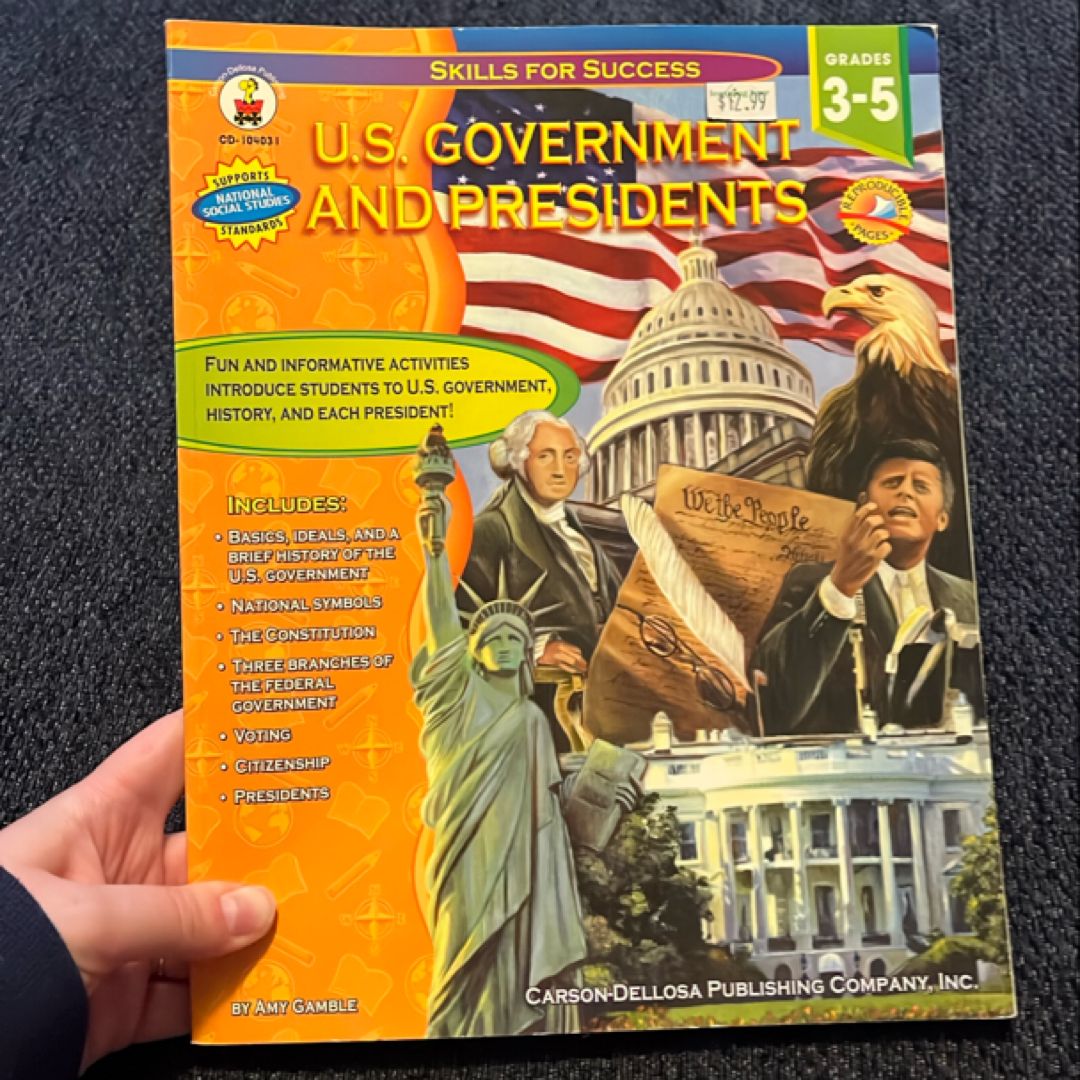 SKILLS FOR SUCCESS
GRADES
3-5
$12.99
Carson-Dellosa
CD-104031
U.S. GOVERNMENT
AND PRESIDENTS
SUPPORTS
NATIONAL
SOCIAL STUDIES
STANDARDS
REPRODUCIBLE
PAGES
FUN AND INFORMATIVE ACTIVITIES
INTRODUCE STUDENTS TO U.S. GOVERNMENT,
HISTORY, AND EACH PRESIDENT!
INCLUDES:
• BASICS, IDEALS, AND A
BRIEF HISTORY OF THE
U.S. GOVERNMENT
• NATIONAL SYMBOLS
• THE CONSTITUTION
• THREE BRANCHES OF
THE FEDERAL
GOVERNMENT
• VOTING
• CITIZENSHIP
• PRESIDENTS
We the People
BY AMY GAMBLE
CARSON-DELLOSA PUBLISHING COMPANY, INC.